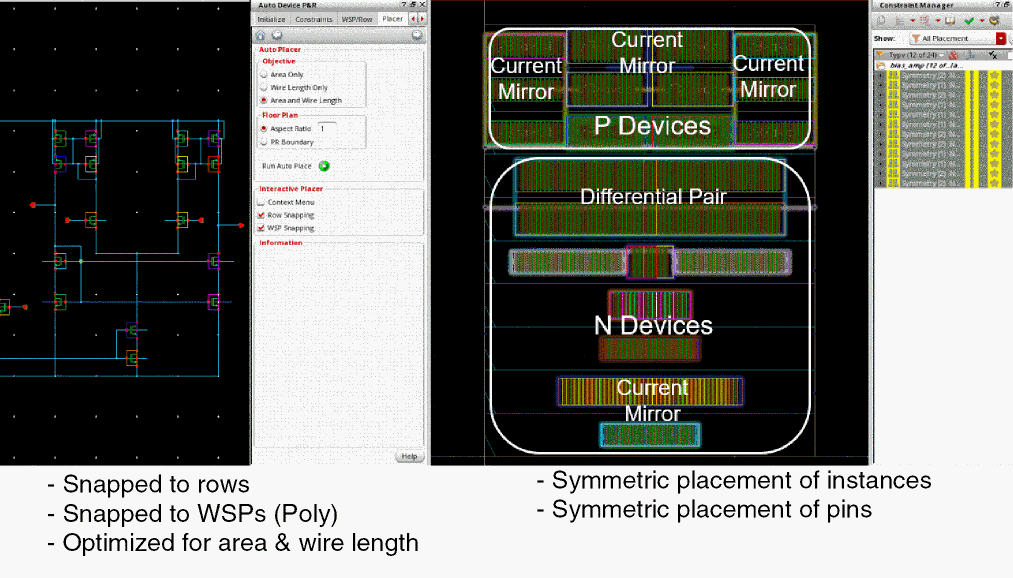 Auto Device P&R
Initialize Constraints WSP/Row Placer
Auto Placer
Objective
Area Only
Wire Length Only
Area and Wire Length
Floor Plan
Aspect Ratio 1
PR Boundary
Run Auto Place
Interactive Placer
Context Menu
Row Snapping
WSP Snapping
Information
Help
Current
Mirror
Current
Mirror
Current
Mirror
P Devices
Differential Pair
N Devices
Current
Mirror
Constraint Manager
Show: All Placement
Type (12 of 24)
bias_amp (12 of
Symmetry (2)
Symmetry (1)
Symmetry (2)
Symmetry (2)
Symmetry (1)
Symmetry (1)
Symmetry (2)
Symmetry (2)
Symmetry (2)
Symmetry (1)
Symmetry (1)
Symmetry (2)
- Snapped to rows
- Snapped to WSPs (Poly)
- Optimized for area & wire length
- Symmetric placement of instances
- Symmetric placement of pins